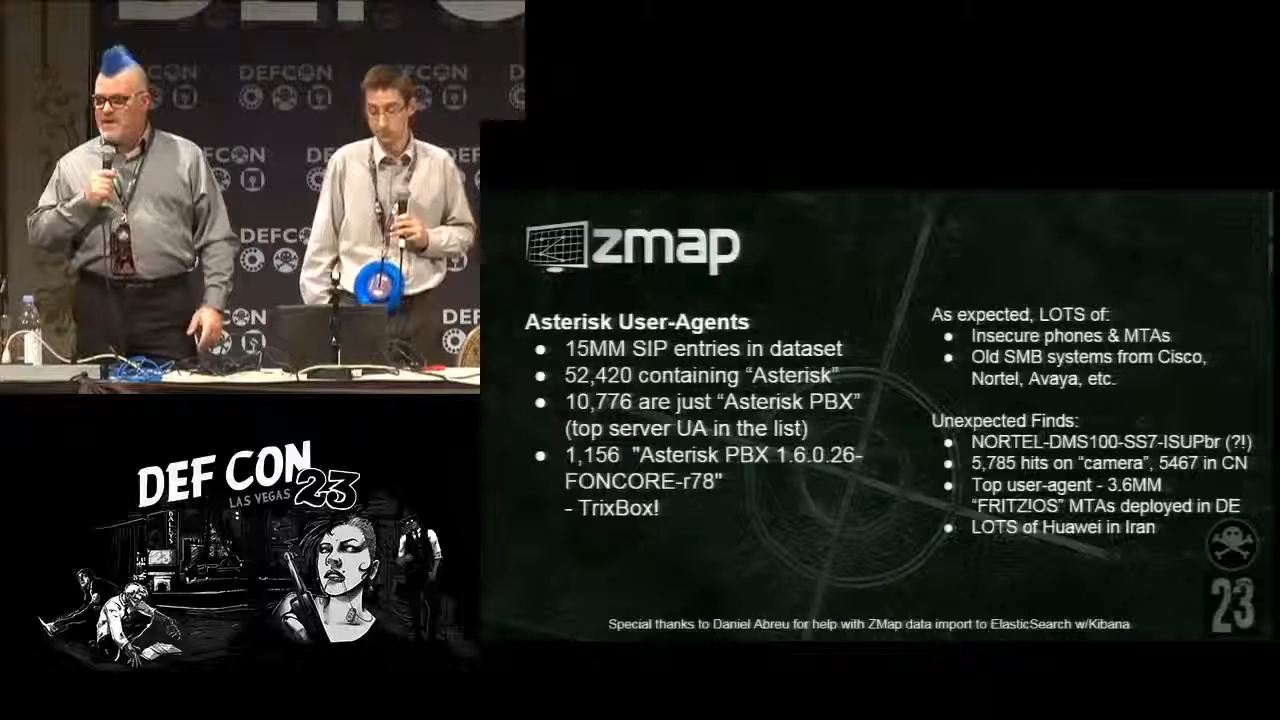 DEFCON
DEFCON
DEFCON
DEFCON
zmap
Asterisk User-Agents
● 15MM SIP entries in dataset
● 52,420 containing “Asterisk”
● 10,776 are just “Asterisk PBX”
(top server UA in the list)
● 1,156 "Asterisk PBX 1.6.0.26-
FONCORE-r78"
- TrixBox!
As expected, LOTS of:
● Insecure phones & MTAs
● Old SMB systems from Cisco,
Nortel, Avaya, etc.
Unexpected Finds:
● NORTEL-DMS100-SS7-ISUPbr (?!)
● 5,785 hits on “camera”, 5467 in CN
● Top user-agent - 3.6MM
“FRITZ!OS” MTAs deployed in DE
● LOTS of Huawei in Iran
23
Special thanks to Daniel Abreu for help with ZMap data import to ElasticSearch w/Kibana
DEF CON
LAS VEGAS 23
BALLYS